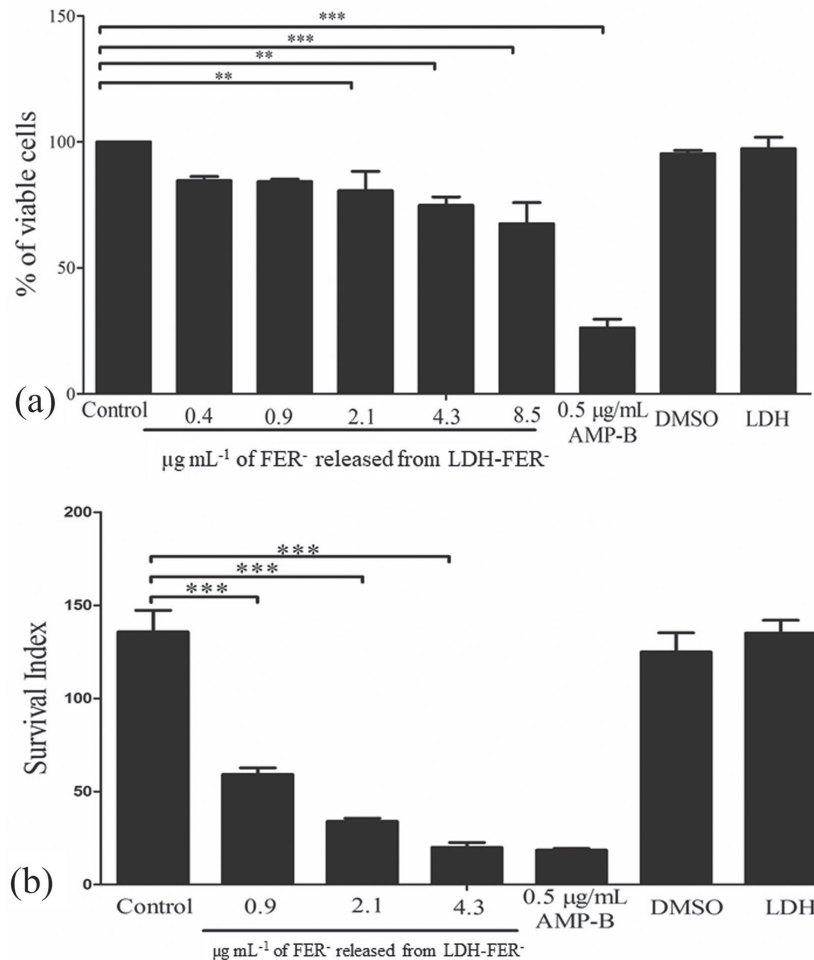 150
***
***
**
**
100
% of viable cells
50
0
(a)
Control
0.4
0.9
2.1
4.3
8.5
0.5 µg/mL
AMP-B
DMSO
LDH
µg mL⁻¹ of FER⁻ released from LDH-FER⁻
200
***
***
***
150
Survival Index
100
50
0
(b)
Control
0.9
2.1
4.3
0.5 µg/mL
AMP-B
DMSO
LDH
µg mL⁻¹ of FER⁻ released from LDH-FER⁻